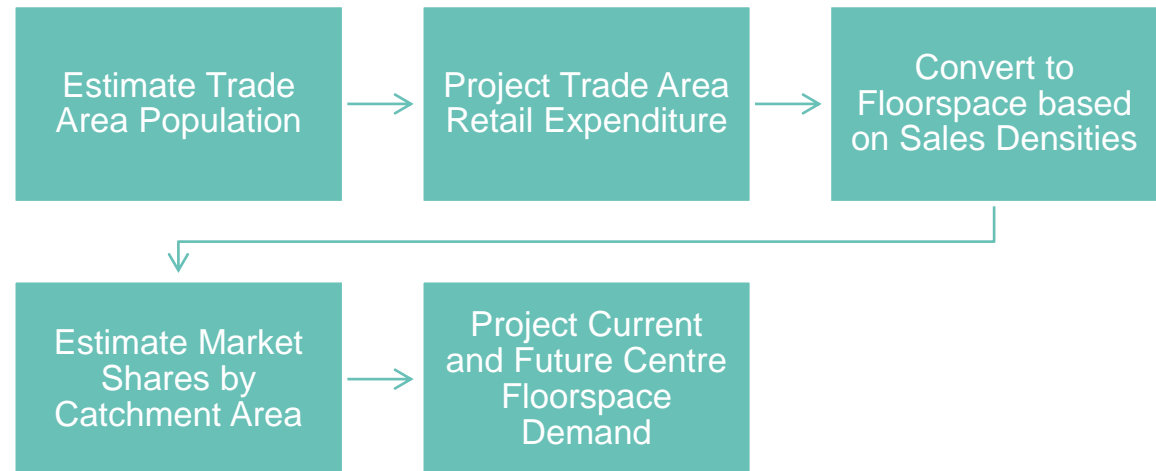 Estimate Trade
Area Population
Project Trade Area
Retail Expenditure
Convert to
Floorspace based
on Sales Densities
Estimate Market
Shares by
Catchment Area
Project Current
and Future Centre
Floorspace
Demand